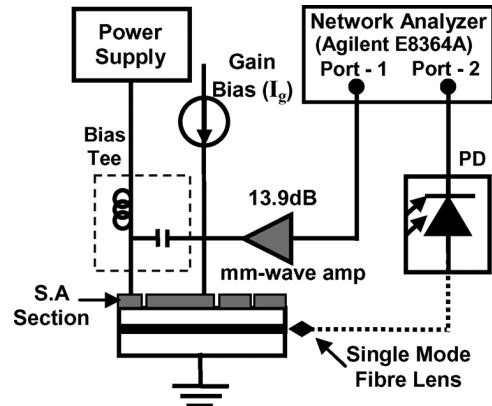 Power
Supply
Gain
Bias (Ig)
Network Analyzer
(Agilent E8364A)
Port - 1
Port - 2
Bias
Tee
13.9dB
mm-wave amp
PD
S.A
Section
Single Mode
Fibre Lens